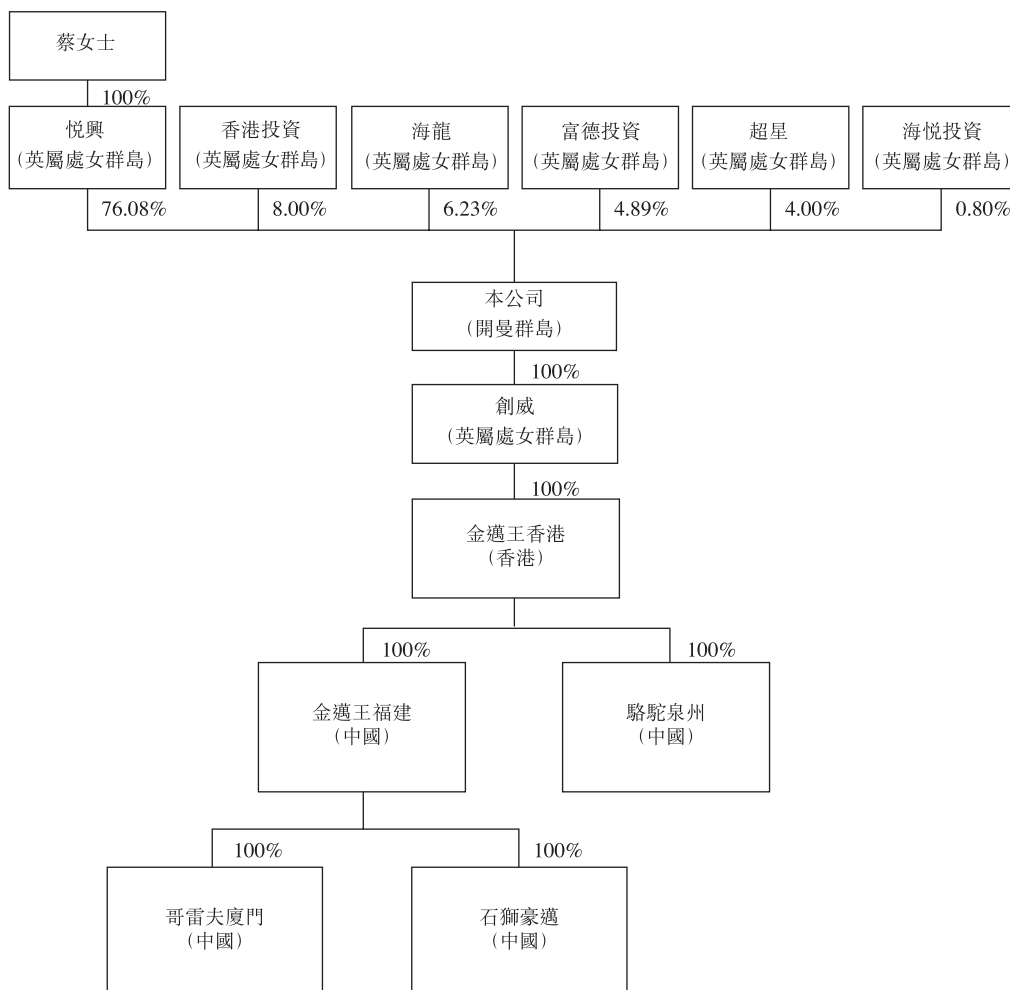 蔡女士
100%
悅興
(英屬處女群島)
香港投資
(英屬處女群島)
海龍
(英屬處女群島)
富德投資
(英屬處女群島)
超星
(英屬處女群島)
海悅投資
(英屬處女群島)
76.08%
8.00%
6.23%
4.89%
4.00%
0.80%
本公司
(開曼群島)
100%
創威
(英屬處女群島)
100%
金邁王香港
(香港)
100%
100%
金邁王福建
(中國)
駱駝泉州
(中國)
100%
100%
哥雷夫廈門
(中國)
石獅豪邁
(中國)